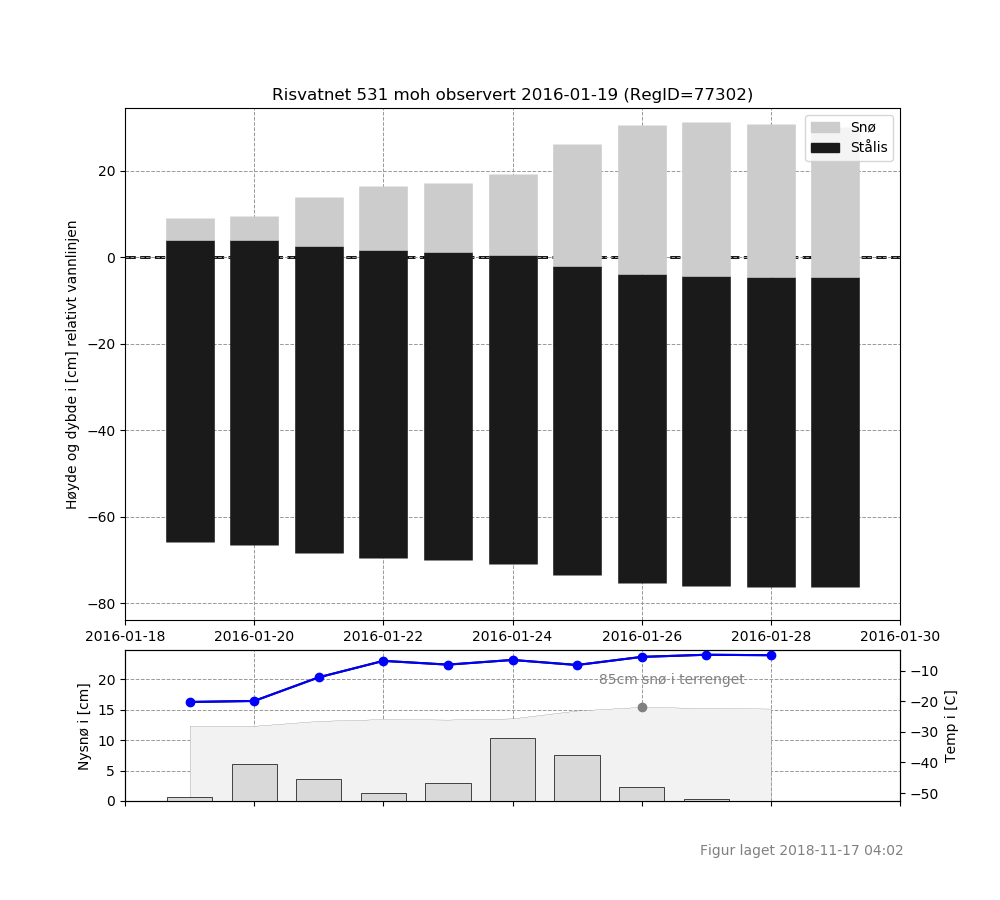 Risvatnet 531 moh observert 2016-01-19 (RegID=77302)
Snø
Stålis
Høyde og dybde i [cm] relativt vannlinjen
20
0
−20
−40
−60
−80
2016-01-18 2016-01-20 2016-01-22 2016-01-24 2016-01-26 2016-01-28 2016-01-30
Nysnø i [cm]
20
15
10
5
0
85cm snø i terrenget
−10
−20
−30
−40
−50
Temp i [C]
Figur laget 2018-11-17 04:02